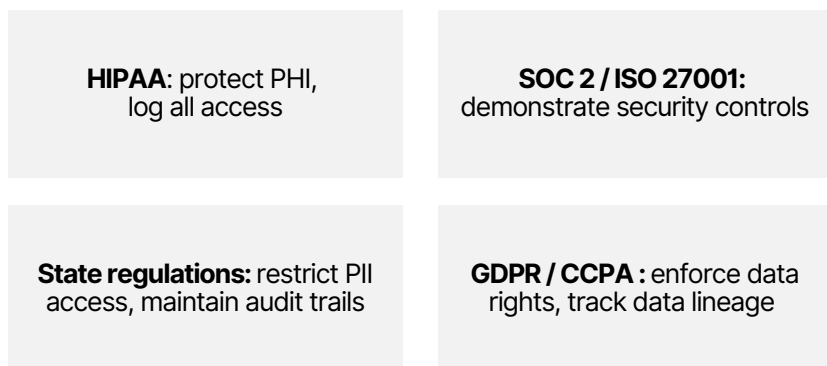 HIPAA: protect PHI,
log all access
SOC 2 / ISO 27001:
demonstrate security controls
State regulations: restrict PII
access, maintain audit trails
GDPR / CCPA : enforce data
rights, track data lineage